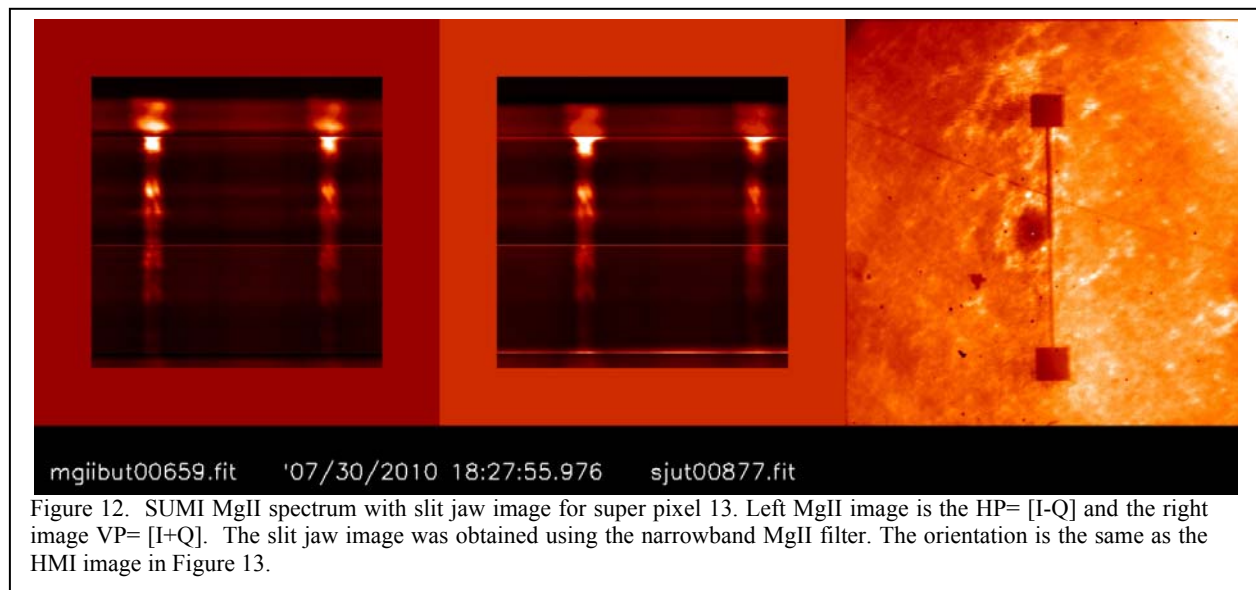 mgiibut00659.fit '07/30/2010 18:27:55.976 sjut00877.fit
Figure 12. SUMI MgII spectrum with slit jaw image for super pixel 13. Left MgII image is the HP= [I-Q] and the right
image VP= [I+Q]. The slit jaw image was obtained using the narrowband MgII filter. The orientation is the same as the
HMI image in Figure 13.